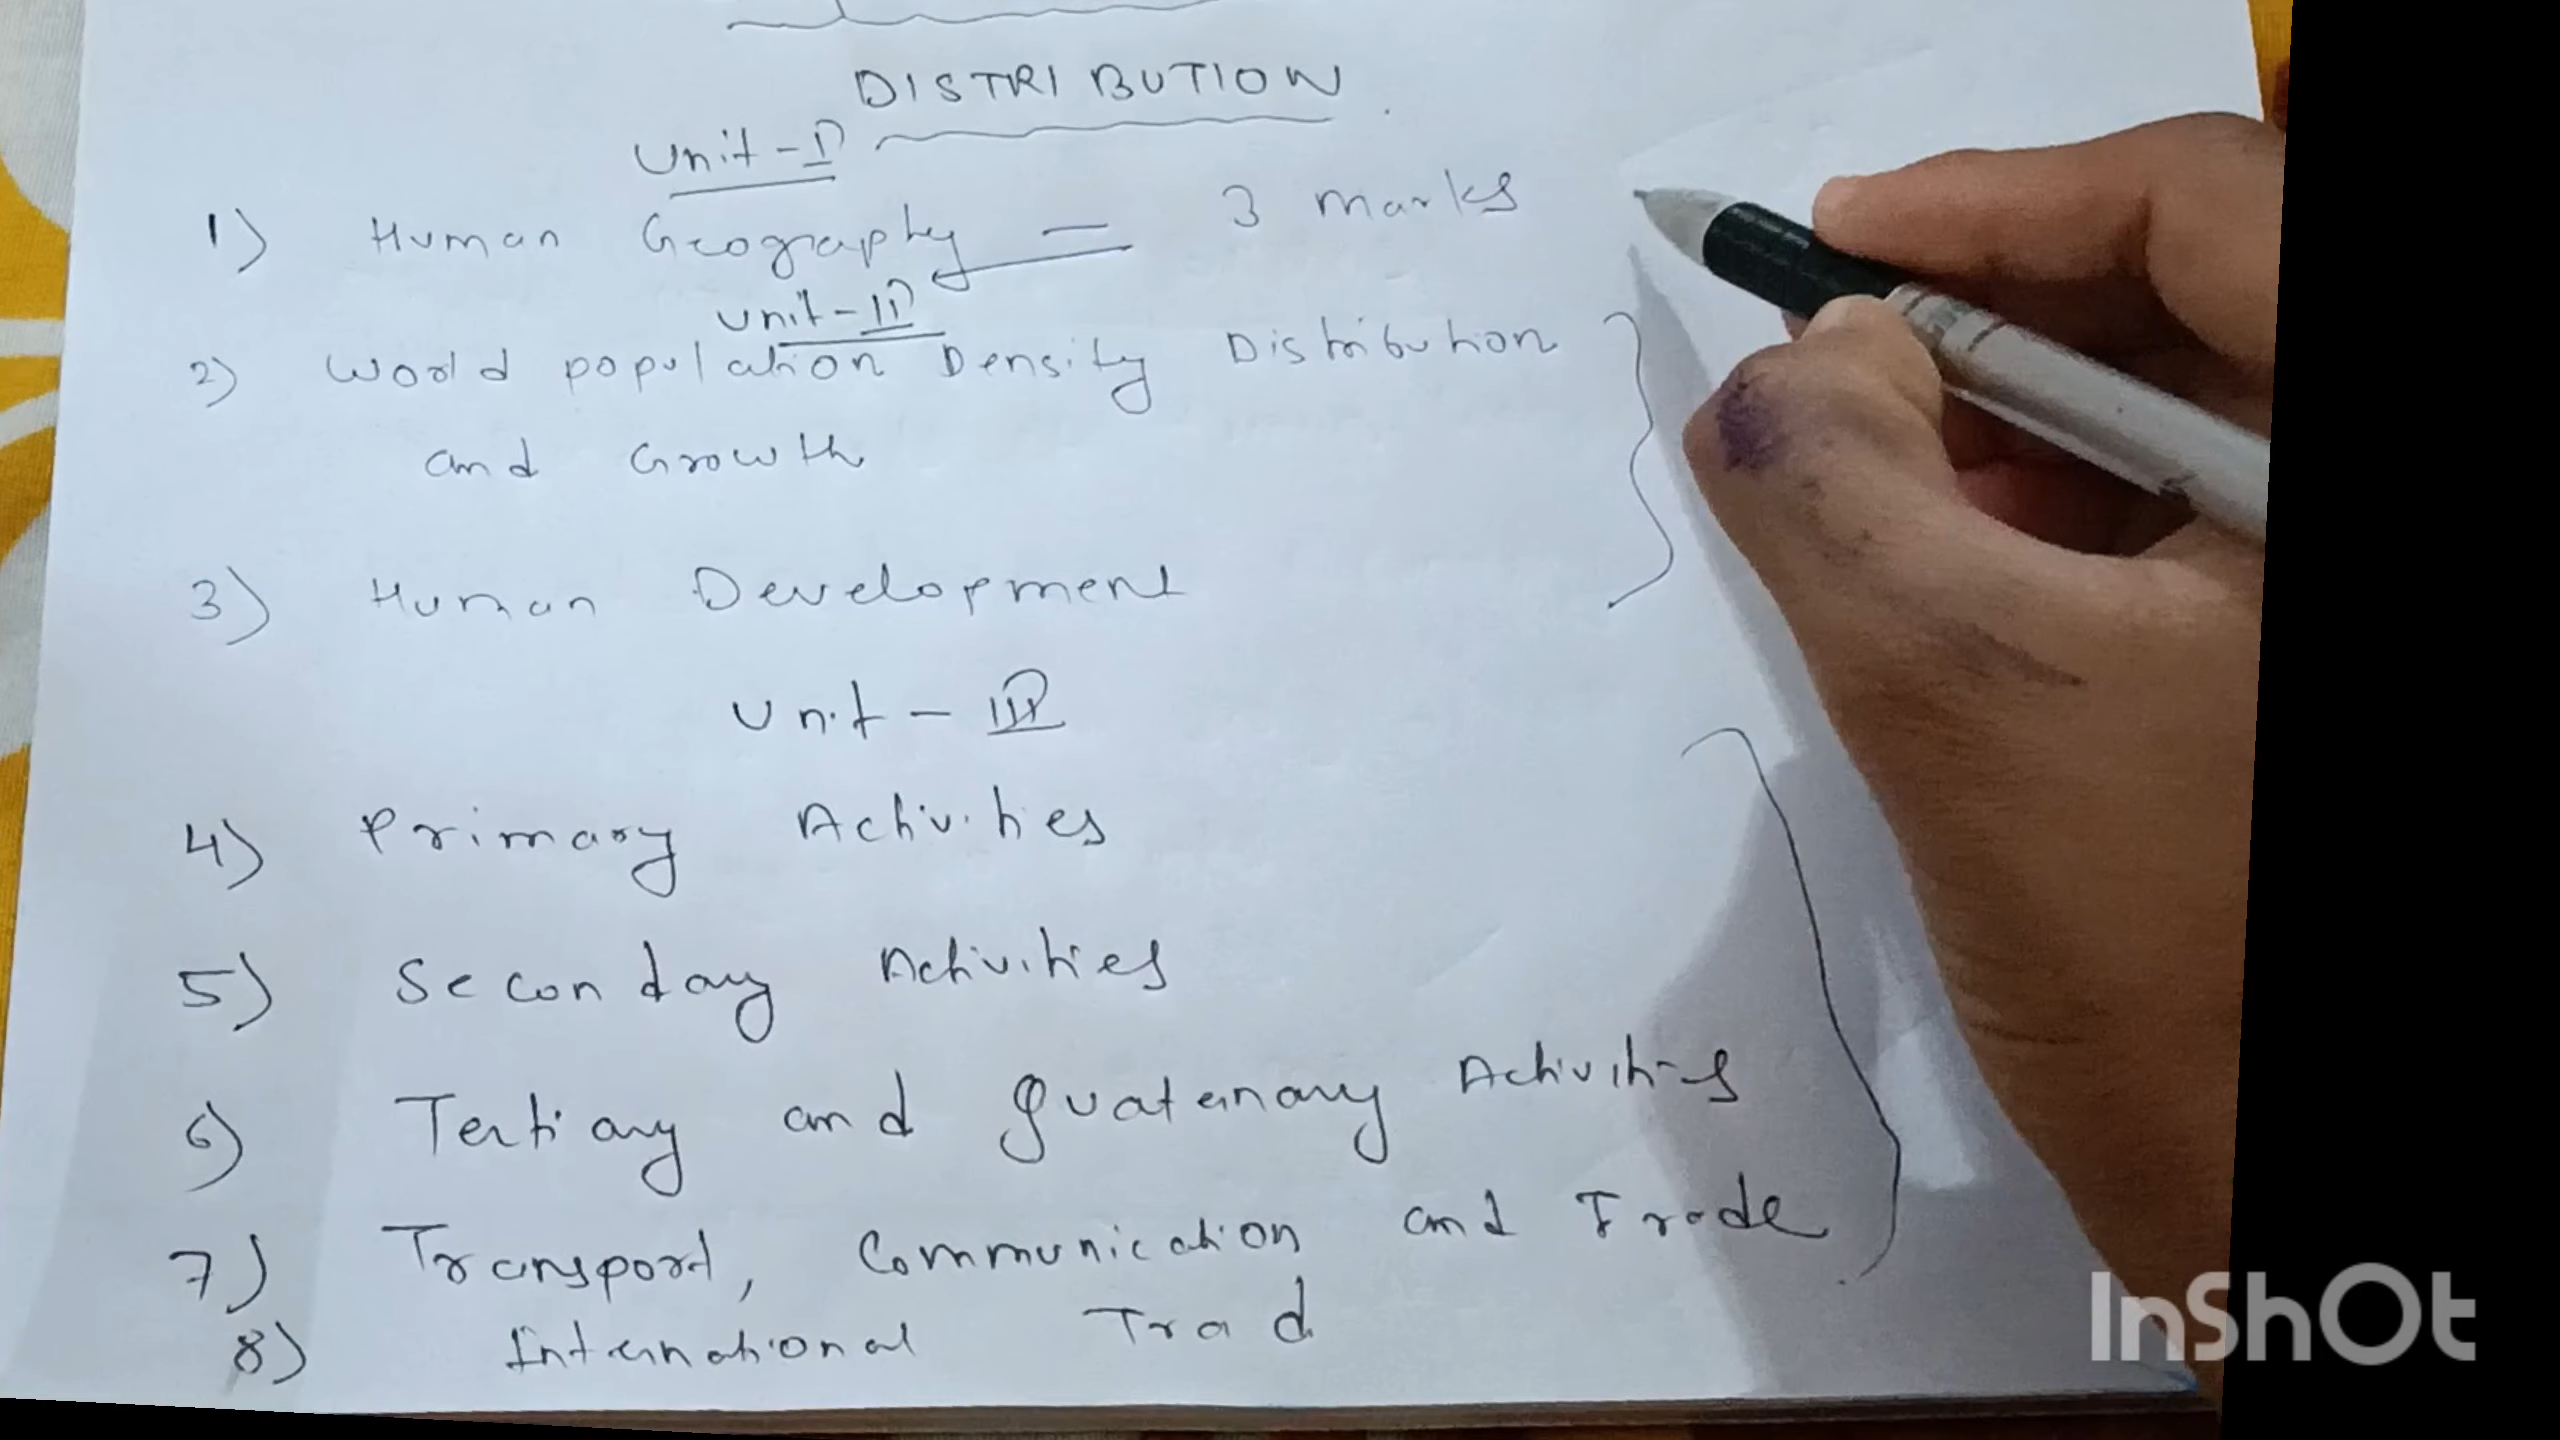 DISTRIBUTION
Unit - I
1) Human Geography = 3 marks
Unit - II
2) World population Density Distribution
and Growth
3) Human Development
Unit - III
4) Primary Activities
5) Secondary Activities
6) Tertiary and Quaternary Activities
7) Transport, Communication and Trade
8) International Trad
InShOt